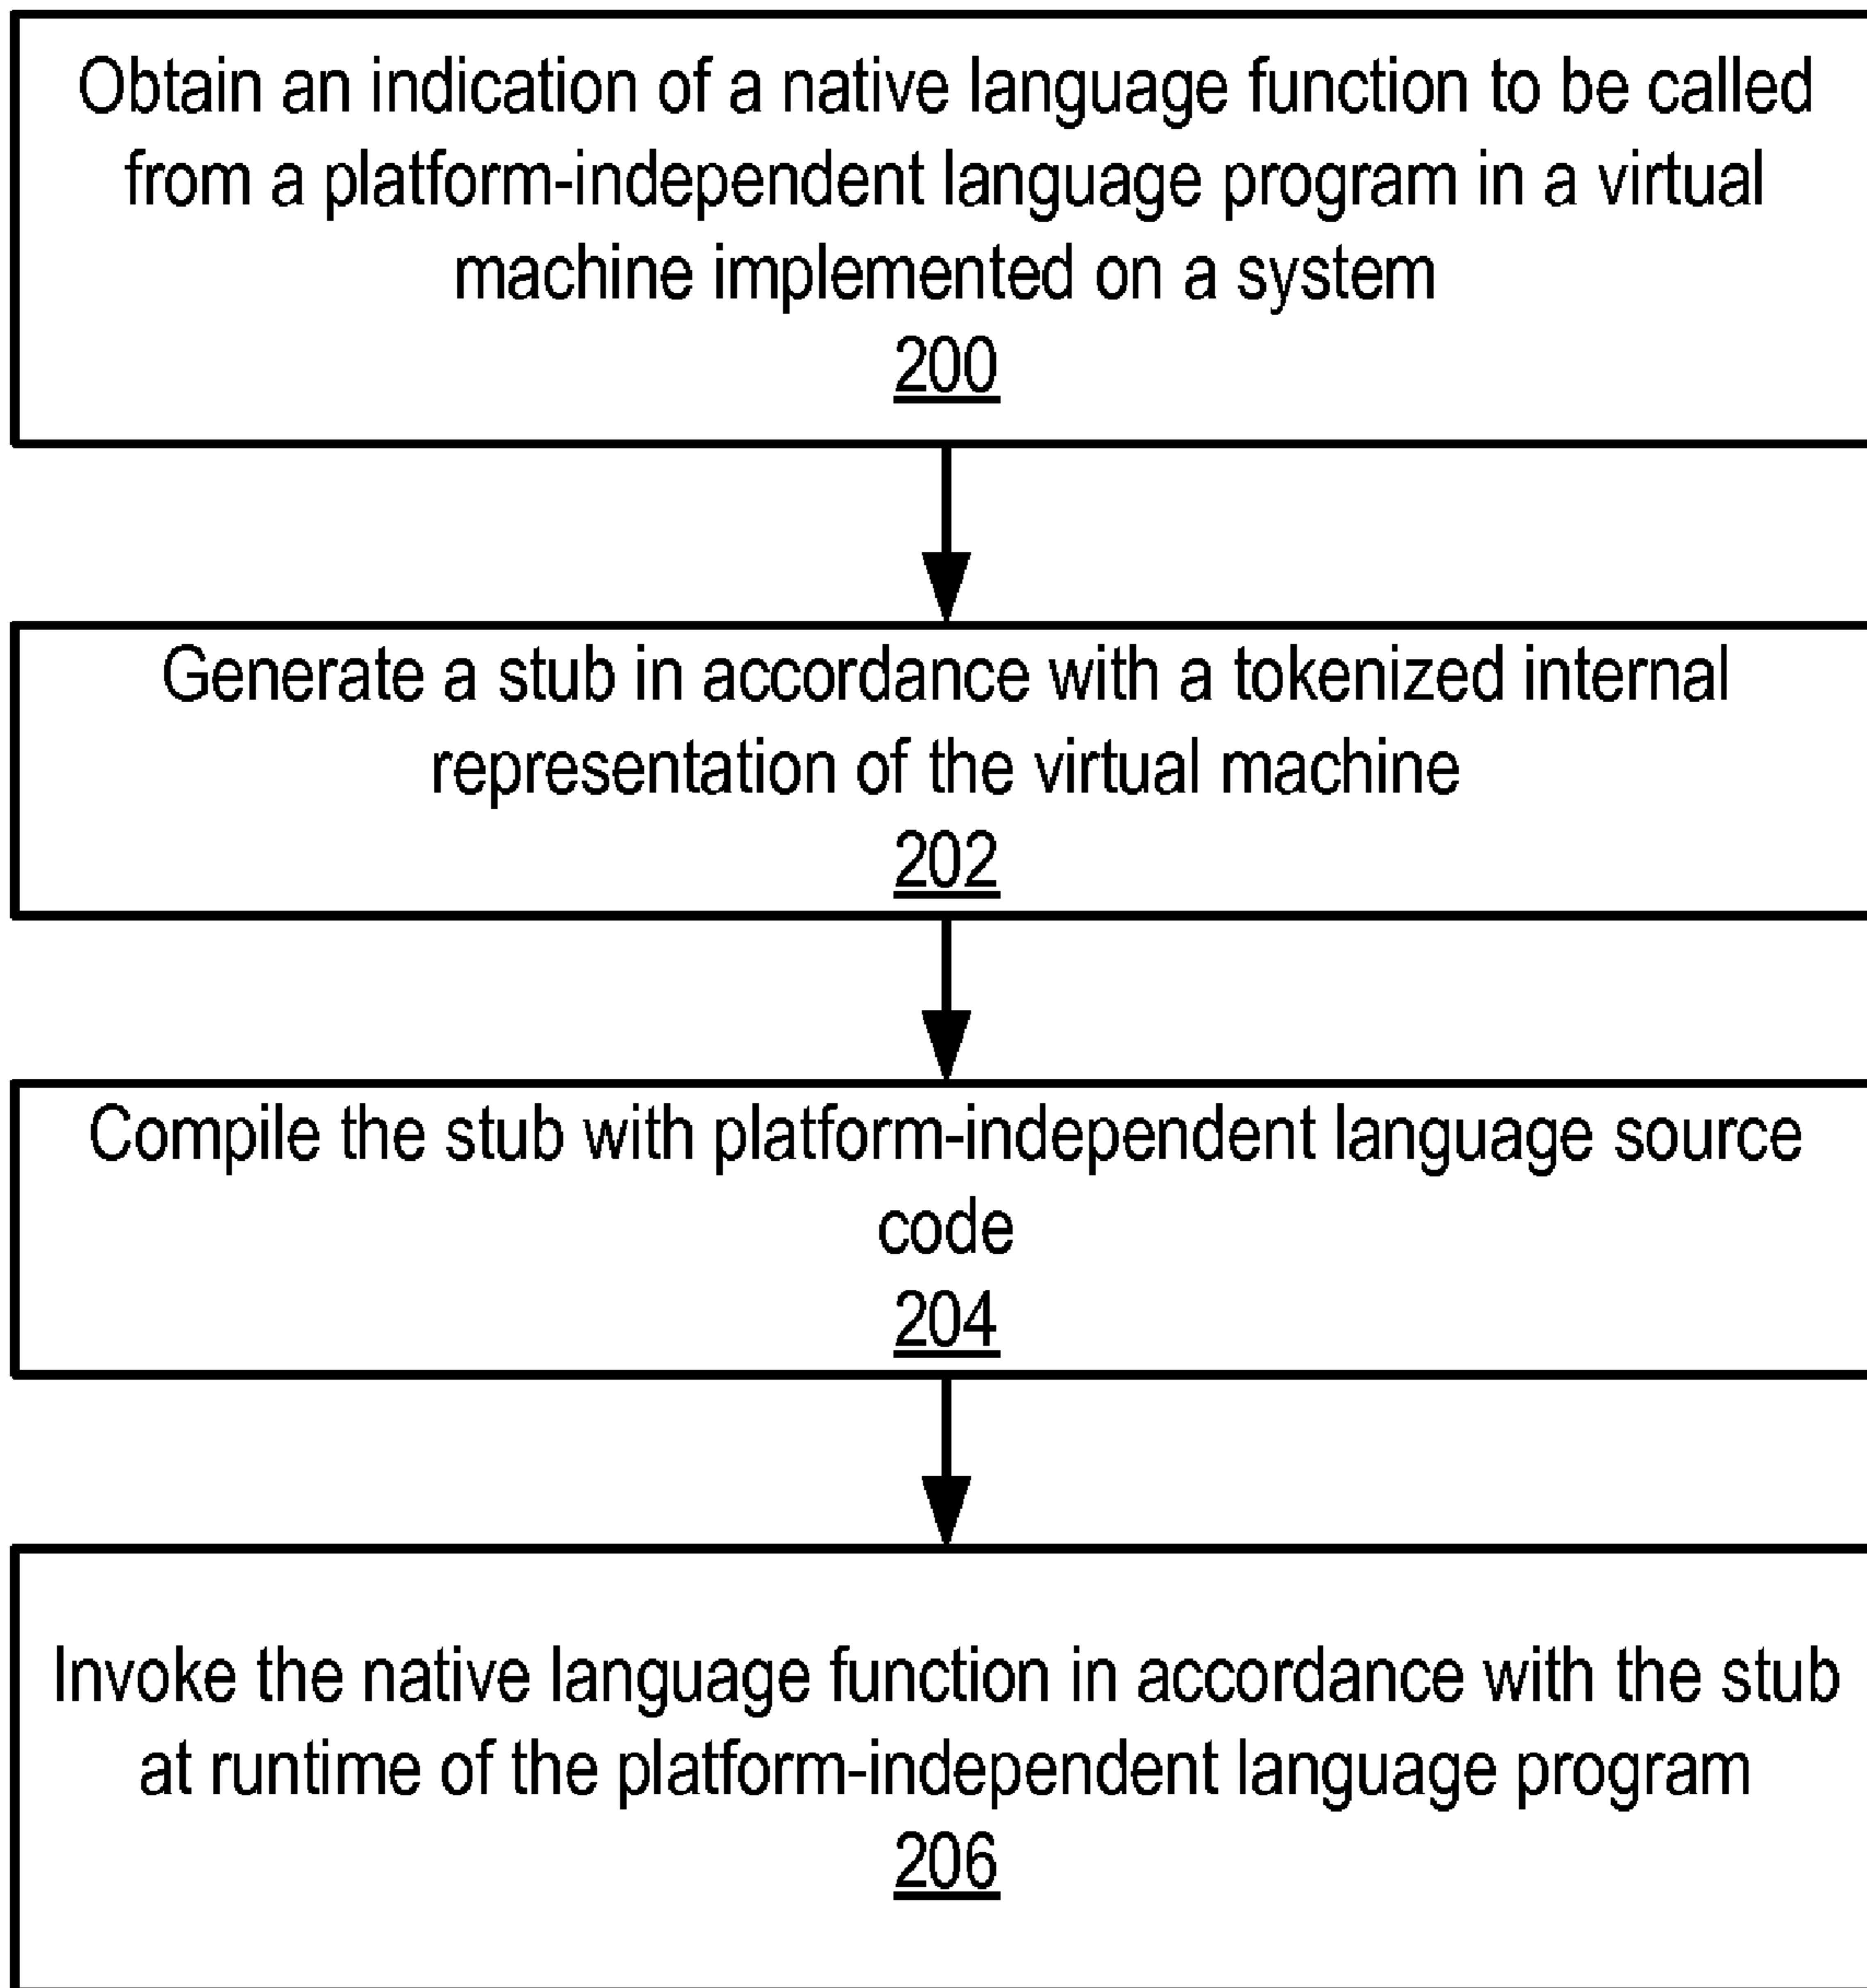 Obtain an indication of a native language function to be called
from a platform-independent language program in a virtual
machine implemented on a system
200
Generate a stub in accordance with a tokenized internal
representation of the virtual machine
202
Compile the stub with platform-independent language source
code
204
Invoke the native language function in accordance with the stub
at runtime of the platform-independent language program
206